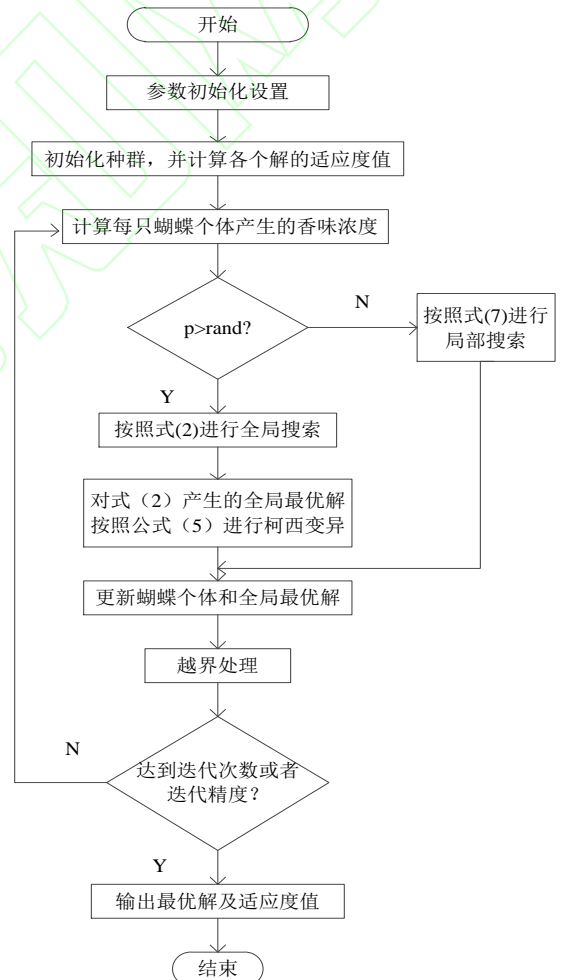 开始
参数初始化设置
初始化种群，并计算各个解的适应度值
计算每只蝴蝶个体产生的香味浓度
p>rand?
N
按照式(7)进行
局部搜索
Y
按照式(2)进行全局搜索
对式（2）产生的全局最优解
按照公式（5）进行柯西变异
更新蝴蝶个体和全局最优解
越界处理
N
达到迭代次数或者
迭代精度？
Y
输出最优解及适应度值
结束